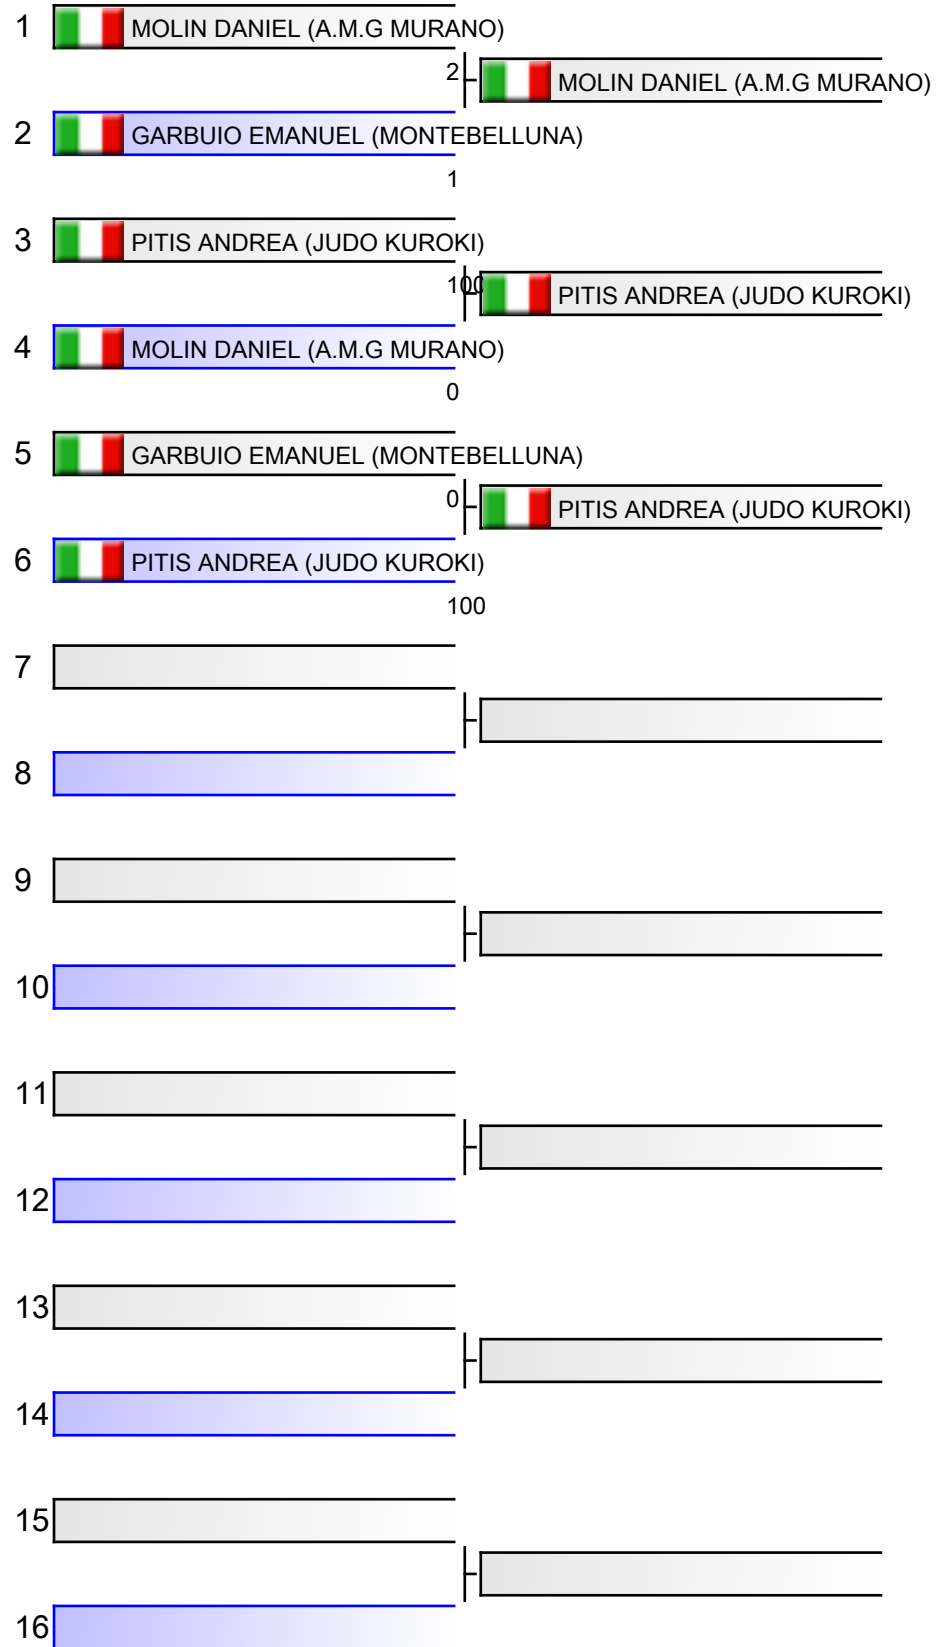 1 MOLIN DANIEL (A.M.G MURANO)
2 MOLIN DANIEL (A.M.G MURANO)
2 GARBUIO EMANUEL (MONTEBELLUNA)
1
3 PITIS ANDREA (JUDO KUROKI)
100 PITIS ANDREA (JUDO KUROKI)
4 MOLIN DANIEL (A.M.G MURANO)
0
5 GARBUIO EMANUEL (MONTEBELLUNA)
0 PITIS ANDREA (JUDO KUROKI)
6 PITIS ANDREA (JUDO KUROKI)
100
7
8
9
10
11
12
13
14
15
16